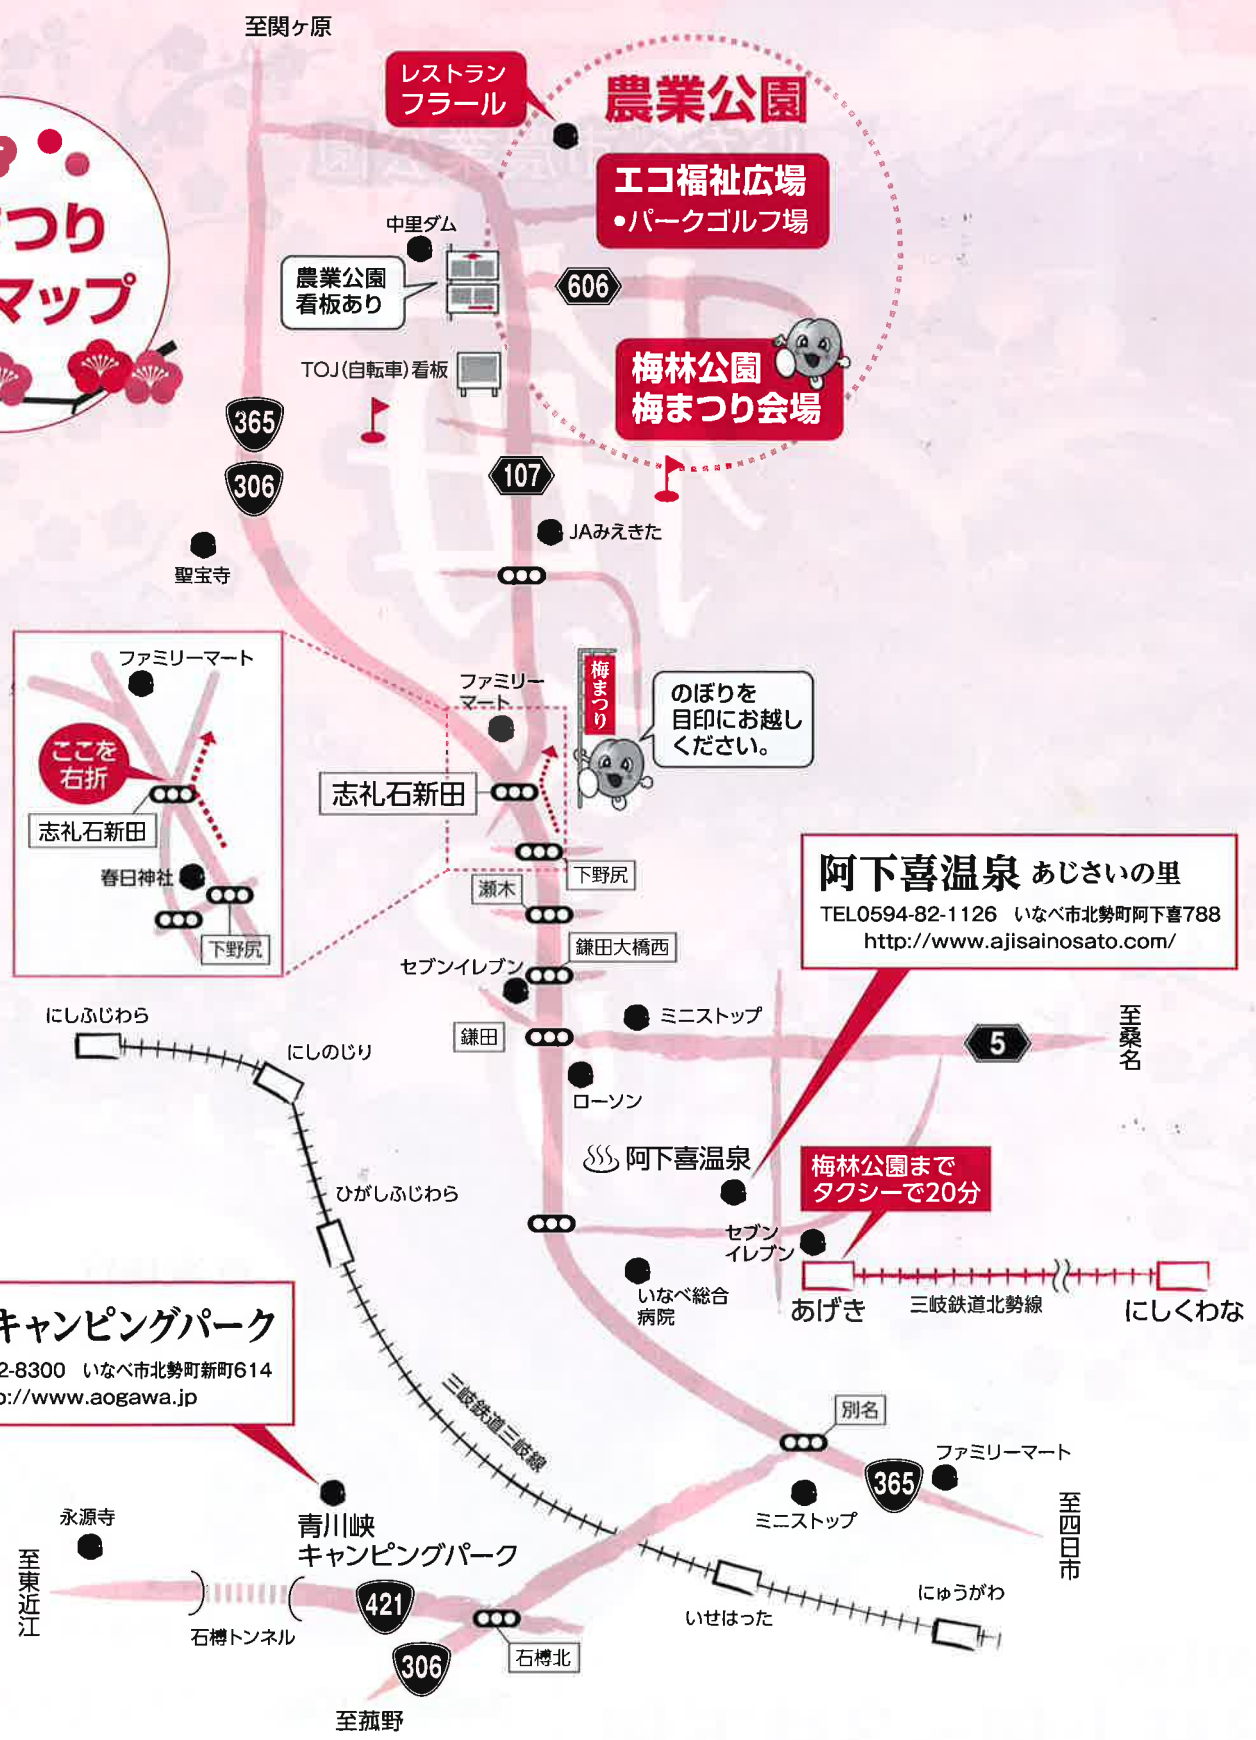 至関ヶ原
レストラン
フラール
農業公園
エコ福祉広場
•パークゴルフ場
つり
マップ
中里ダム
農業公園
看板あり
606
TOJ(自転車)看板
梅林公園
梅まつり会場
365
306
107
JAみえきた
聖宝寺
ファミリーマート
ここを
右折
志礼石新田
春日神社
下野尻
ファミリー
マート
梅まつり
のぼりを
目印にお越し
ください。
志礼石新田
下野尻
瀬木
鎌田大橋西
セブンイレブン
鎌田
ミニストップ
ローソン
5
至桑名
阿下喜温泉 あじさいの里
TEL0594-82-1126 いなべ市北勢町阿下喜788
http://www.ajisainosato.com/
にしふじわら
にしのじり
ひがしふじわら
阿下喜温泉
梅林公園まで
タクシーで20分
セブン
イレブン
いなべ総合
病院
あげき
三岐鉄道北勢線
にしくわな
キャンピングパーク
2-8300 いなべ市北勢町新町614
://www.aogawa.jp
三岐鉄道三岐線
別名
365
ファミリーマート
ミニストップ
至四日市
永源寺
青川峡
キャンピングパーク
至東近江
石榑トンネル
421
306
石榑北
至菰野
いせはった
にゅうがわ